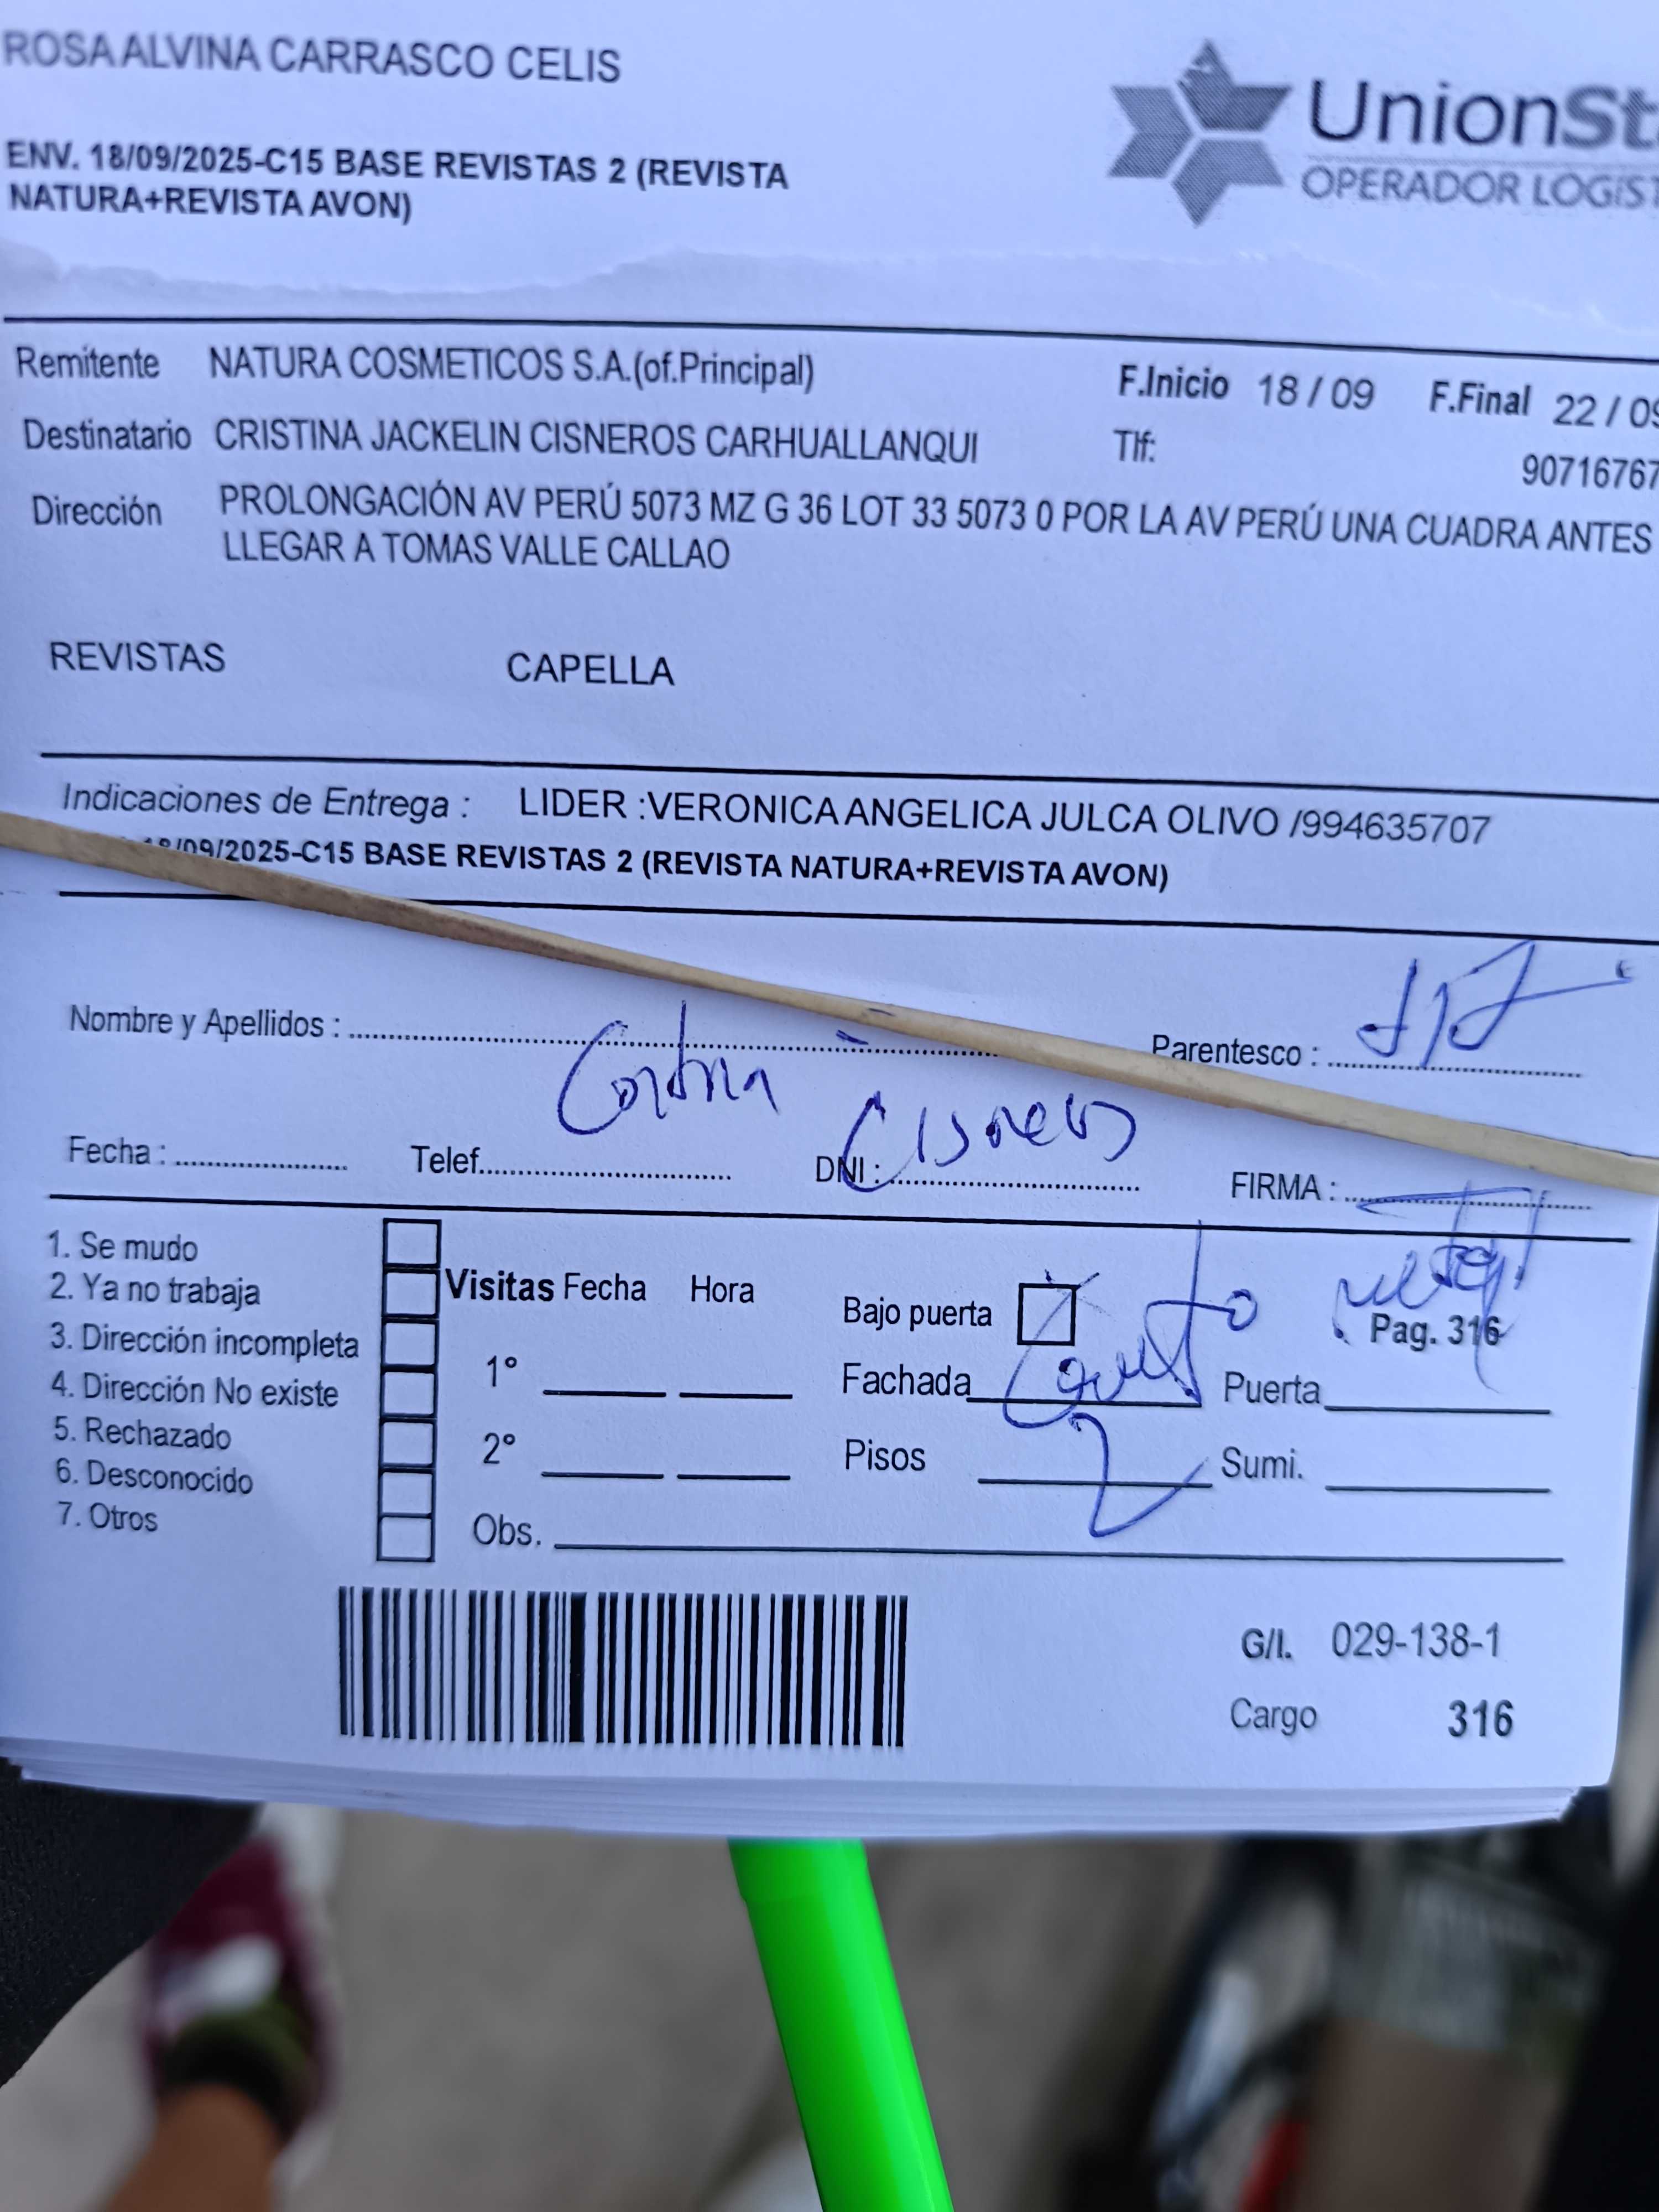 ROSA ALVINA CARRASCO CELIS
UnionSt
OPERADOR LOGÍST
ENV. 18/09/2025-C15 BASE REVISTAS 2 (REVISTA
NATURA+REVISTA AVON)
Remitente NATURA COSMETICOS S.A.(of.Principal) F.Inicio 18 / 09 F.Final 22 / 09
Destinatario CRISTINA JACKELIN CISNEROS CARHUALLANQUI Tlf: 90716767
Dirección PROLONGACIÓN AV PERÚ 5073 MZ G 36 LOT 33 5073 0 POR LA AV PERÚ UNA CUADRA ANTES
LLEGAR A TOMAS VALLE CALLAO
REVISTAS CAPELLA
Indicaciones de Entrega : LIDER :VERONICA ANGELICA JULCA OLIVO /994635707
18/09/2025-C15 BASE REVISTAS 2 (REVISTA NATURA+REVISTA AVON)
Nombre y Apellidos : Parentesco :
Cisneros
Fecha : Telef. DNI : FIRMA :
1. Se mudo
2. Ya no trabaja
3. Dirección incompleta
4. Dirección No existe
5. Rechazado
6. Desconocido
7. Otros
Visitas Fecha Hora
1°
2°
Obs.
Bajo puerta Pag. 316
Fachada Puerta
Pisos 2 Sumi.
G/I. 029-138-1
Cargo 316